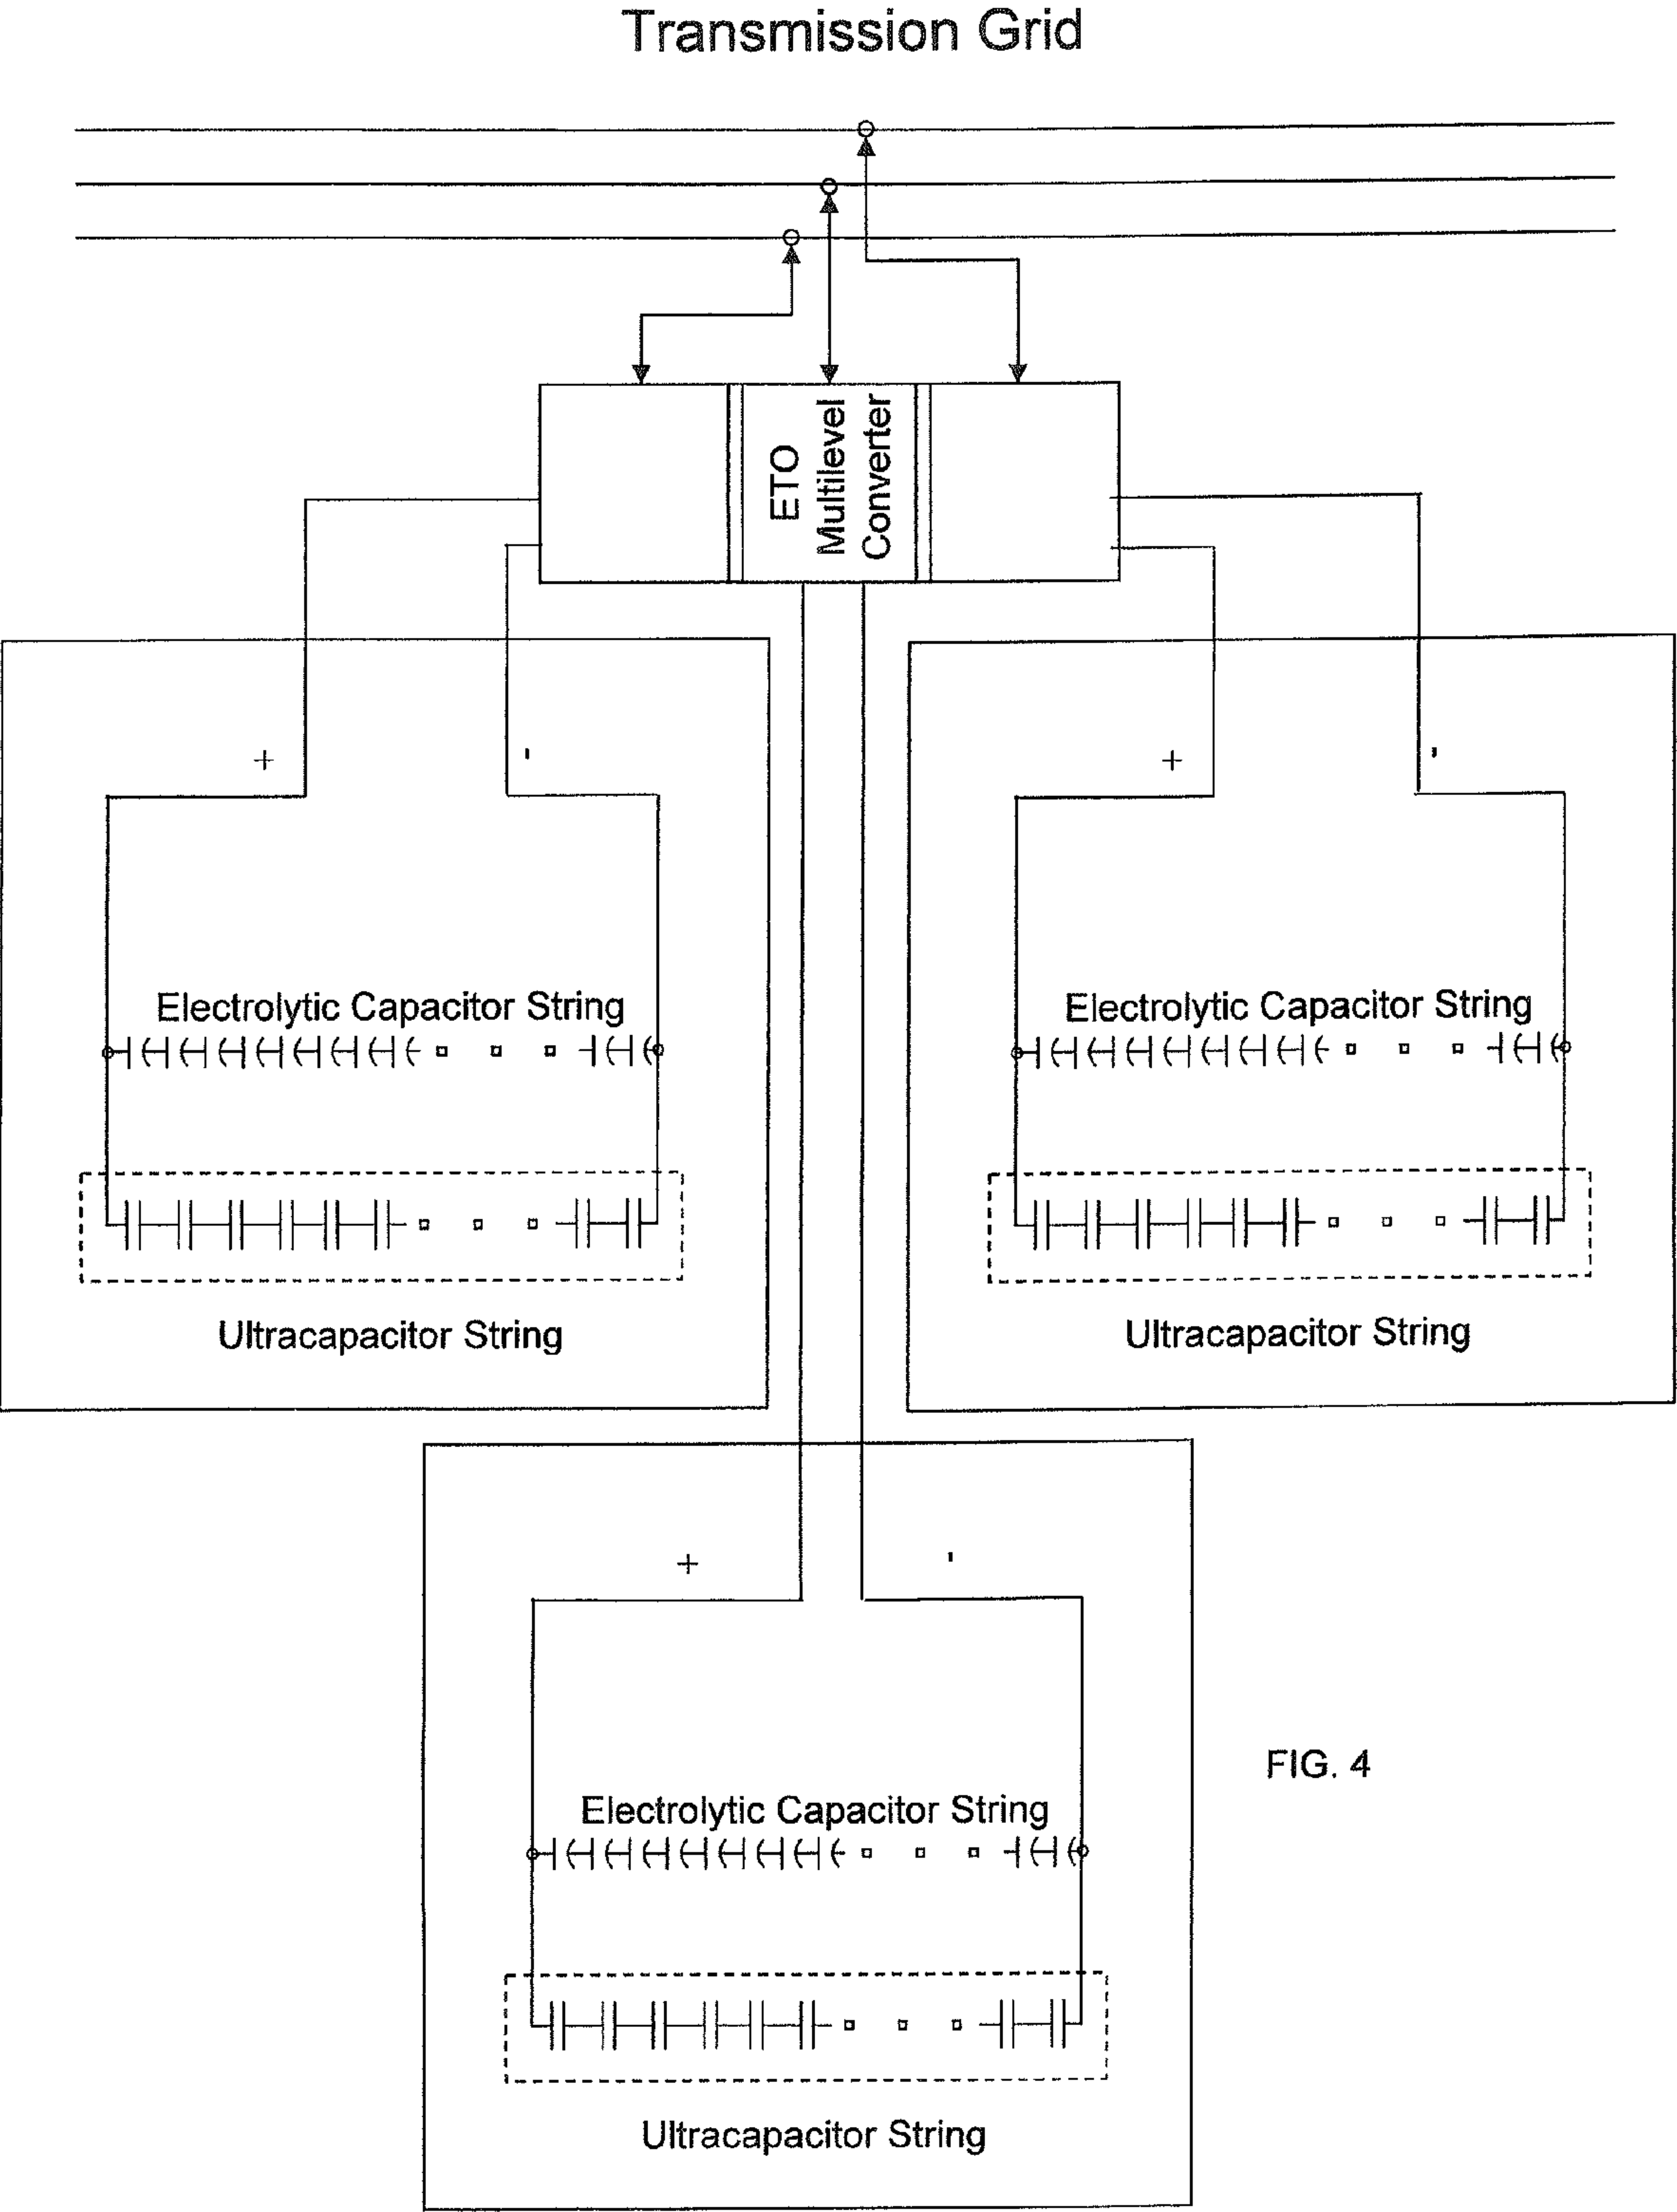 Transmission Grid
ETO
Multilevel
Converter
+
-
+
-
Electrolytic Capacitor String
Electrolytic Capacitor String
Ultracapacitor String
Ultracapacitor String
+
-
FIG. 4
Electrolytic Capacitor String
Ultracapacitor String